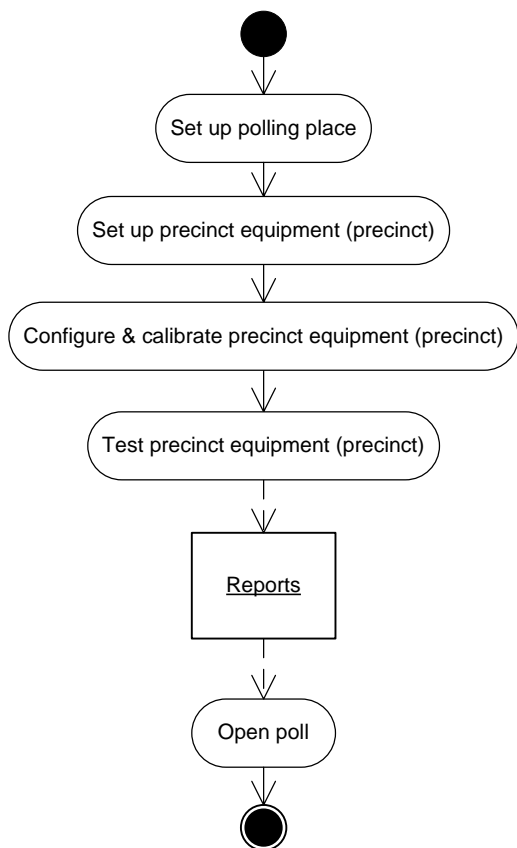 Set up polling place
Set up precinct equipment (precinct)
Configure & calibrate precinct equipment (precinct)
Test precinct equipment (precinct)
Reports
Open poll